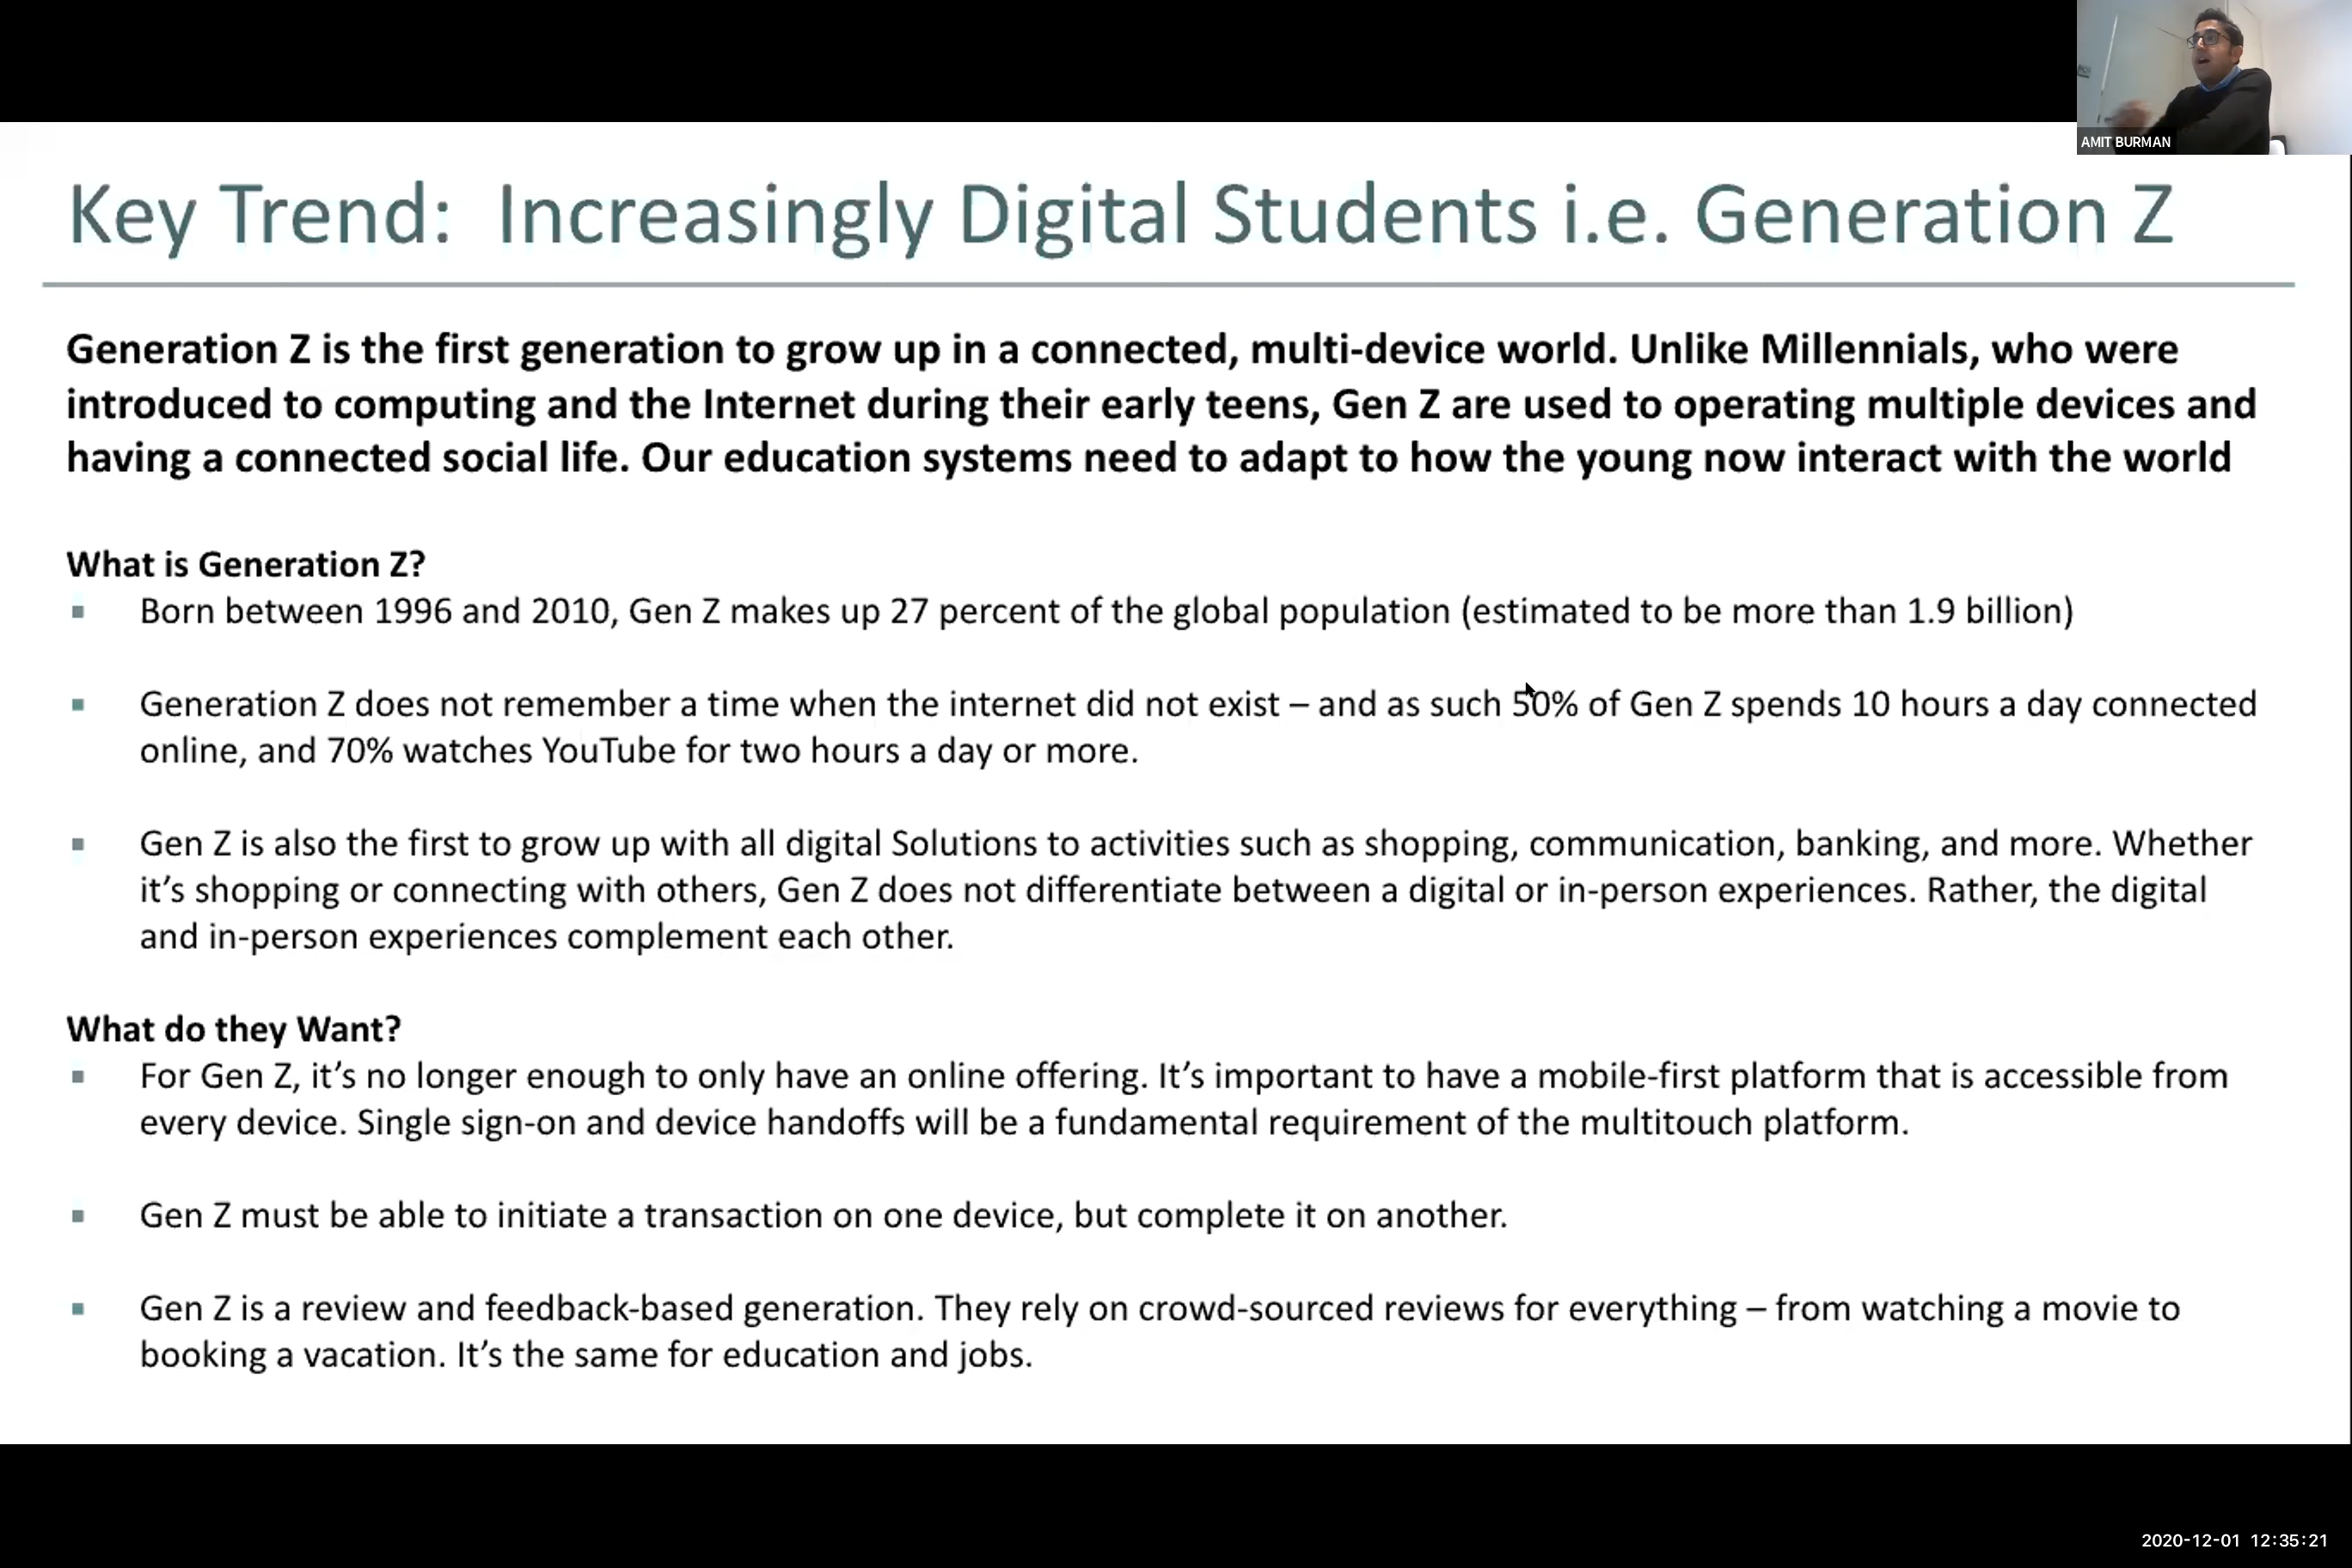 AMIT BURMAN
Key Trend: Increasingly Digital Students i.e. Generation Z
Generation Z is the first generation to grow up in a connected, multi-device world. Unlike Millennials, who were
introduced to computing and the Internet during their early teens, Gen Z are used to operating multiple devices and
having a connected social life. Our education systems need to adapt to how the young now interact with the world
What is Generation Z?
▪ Born between 1996 and 2010, Gen Z makes up 27 percent of the global population (estimated to be more than 1.9 billion)
▪ Generation Z does not remember a time when the internet did not exist – and as such 50% of Gen Z spends 10 hours a day connected
online, and 70% watches YouTube for two hours a day or more.
▪ Gen Z is also the first to grow up with all digital Solutions to activities such as shopping, communication, banking, and more. Whether
it’s shopping or connecting with others, Gen Z does not differentiate between a digital or in-person experiences. Rather, the digital
and in-person experiences complement each other.
What do they Want?
▪ For Gen Z, it’s no longer enough to only have an online offering. It’s important to have a mobile-first platform that is accessible from
every device. Single sign-on and device handoffs will be a fundamental requirement of the multitouch platform.
▪ Gen Z must be able to initiate a transaction on one device, but complete it on another.
▪ Gen Z is a review and feedback-based generation. They rely on crowd-sourced reviews for everything – from watching a movie to
booking a vacation. It’s the same for education and jobs.
2020-12-01 12:35:21